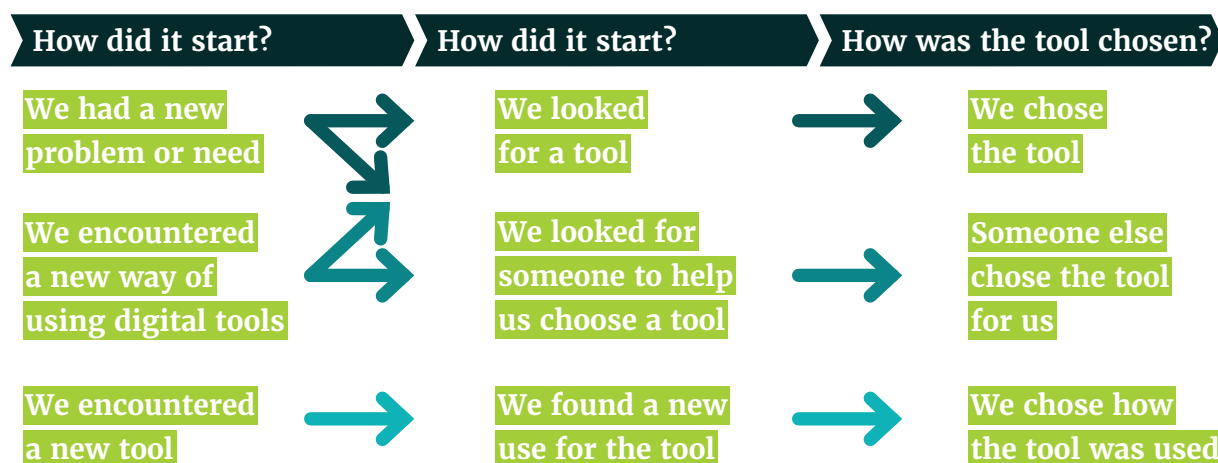 How did it start?
How did it start?
How was the tool chosen?
We had a new
problem or need
We looked
for a tool
We chose
the tool
We encountered
a new way of
using digital tools
We looked for
someone to help
us choose a tool
Someone else
chose the tool
for us
We encountered
a new tool
We found a new
use for the tool
We chose how
the tool was used